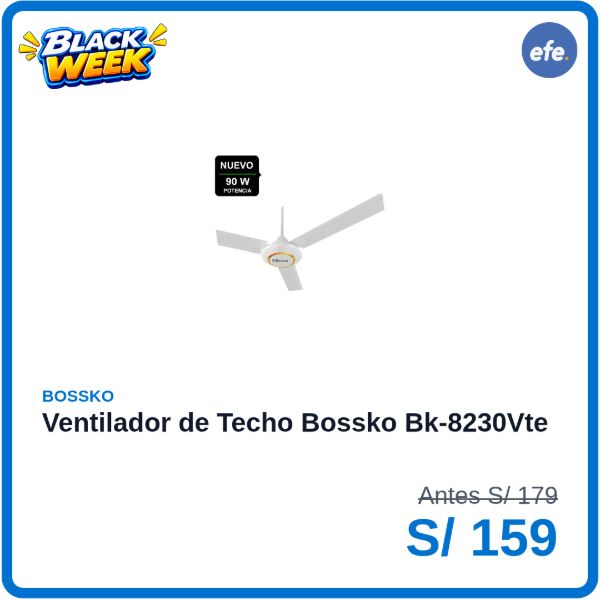 BLACK
WEEK
efe.
NUEVO
90 W
POTENCIA
BOSSKO
Ventilador de Techo Bossko Bk-8230Vte
Antes S/ 179
S/ 159